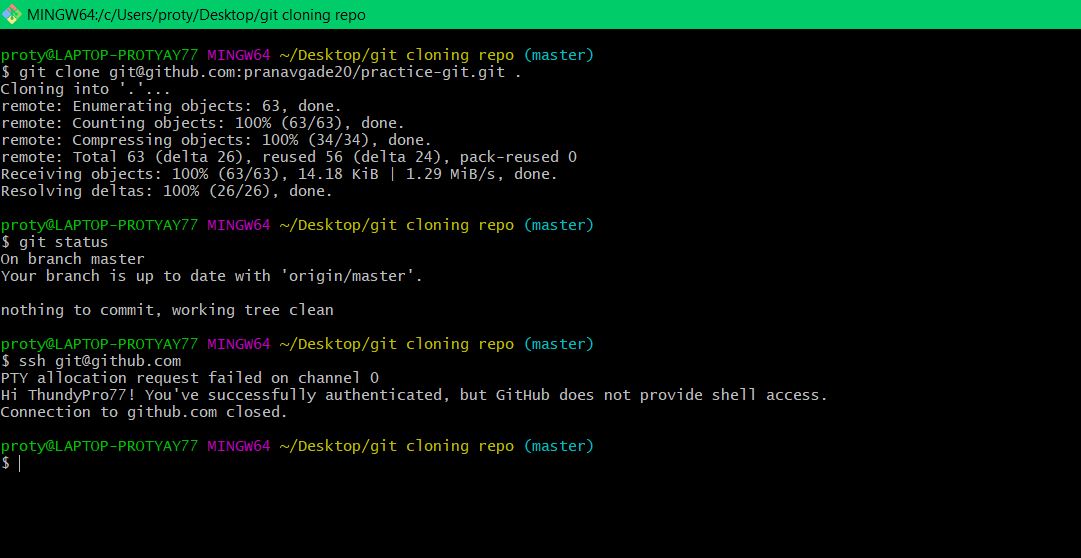 MINGW64:/c/Users/proty/Desktop/git cloning repo
proty@LAPTOP-PROTYAY77 MINGW64 ~/Desktop/git cloning repo (master)
$ git clone git@github.com:pranavgade20/practice-git.git .
Cloning into '.'...
remote: Enumerating objects: 63, done.
remote: Counting objects: 100% (63/63), done.
remote: Compressing objects: 100% (34/34), done.
remote: Total 63 (delta 26), reused 56 (delta 24), pack-reused 0
Receiving objects: 100% (63/63), 14.18 KiB | 1.29 MiB/s, done.
Resolving deltas: 100% (26/26), done.
proty@LAPTOP-PROTYAY77 MINGW64 ~/Desktop/git cloning repo (master)
$ git status
On branch master
Your branch is up to date with 'origin/master'.
nothing to commit, working tree clean
proty@LAPTOP-PROTYAY77 MINGW64 ~/Desktop/git cloning repo (master)
$ ssh git@github.com
PTY allocation request failed on channel 0
Hi ThundyPro77! You've successfully authenticated, but GitHub does not provide shell access.
Connection to github.com closed.
proty@LAPTOP-PROTYAY77 MINGW64 ~/Desktop/git cloning repo (master)
$